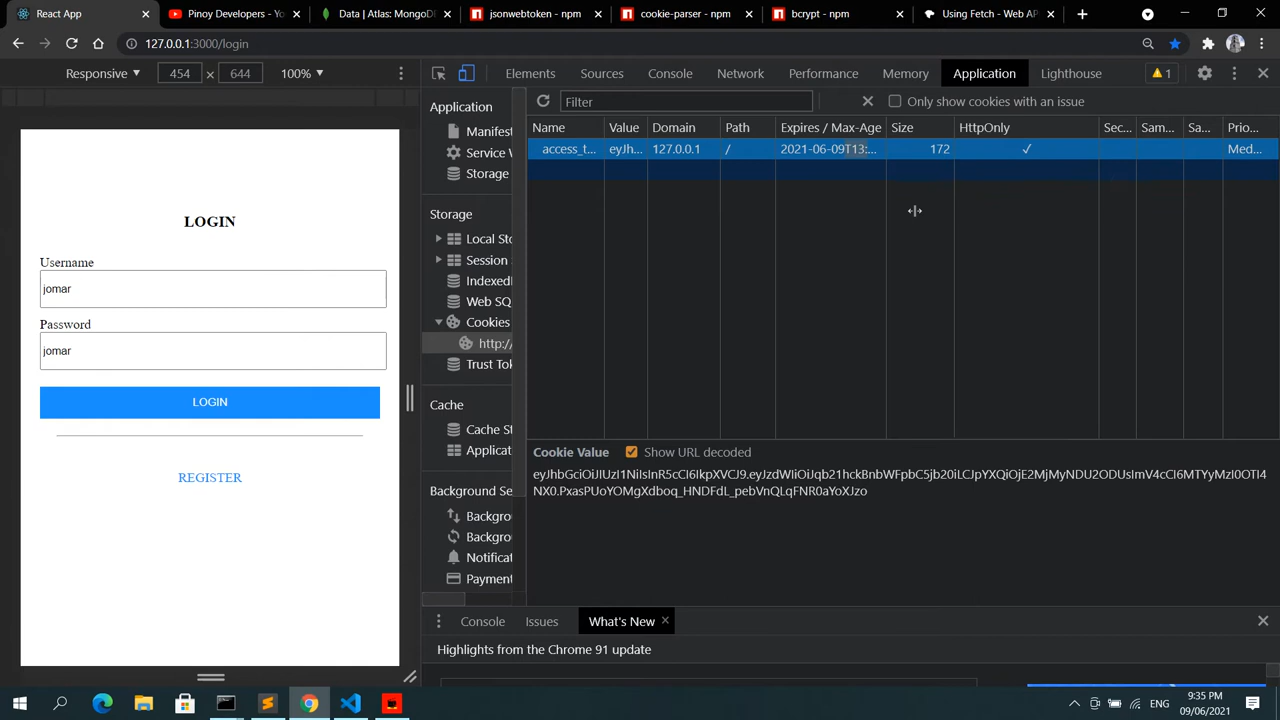 React App
Pinoy Developers - Yo
Data | Atlas: MongoDB
jsonwebtoken - npm
cookie-parser - npm
bcrypt - npm
Using Fetch - Web AP
127.0.0.1:3000/login
Responsive 454 × 644 100%
Elements Sources Console Network Performance Memory Application Lighthouse 1
Filter Only show cookies with an issue
Application
Manifest
Service W
Storage
Storage
Local Sto
Session
IndexedI
Web SQ
Cookies
http:/
Trust Tok
Cache
Cache St
Applicat
Background Se
Backgro
Backgro
Notificat
Payment
Name Value Domain Path Expires / Max-Age Size HttpOnly Sec... Sam... Sa... Prio...
access_t... eyJh... 127.0.0.1 / 2021-06-09T13:... 172 ✓ Med...
LOGIN
Username
jomar
Password
jomar
LOGIN
REGISTER
Cookie Value Show URL decoded
Console Issues What's New
Highlights from the Chrome 91 update
ENG
9:35 PM
09/06/2021